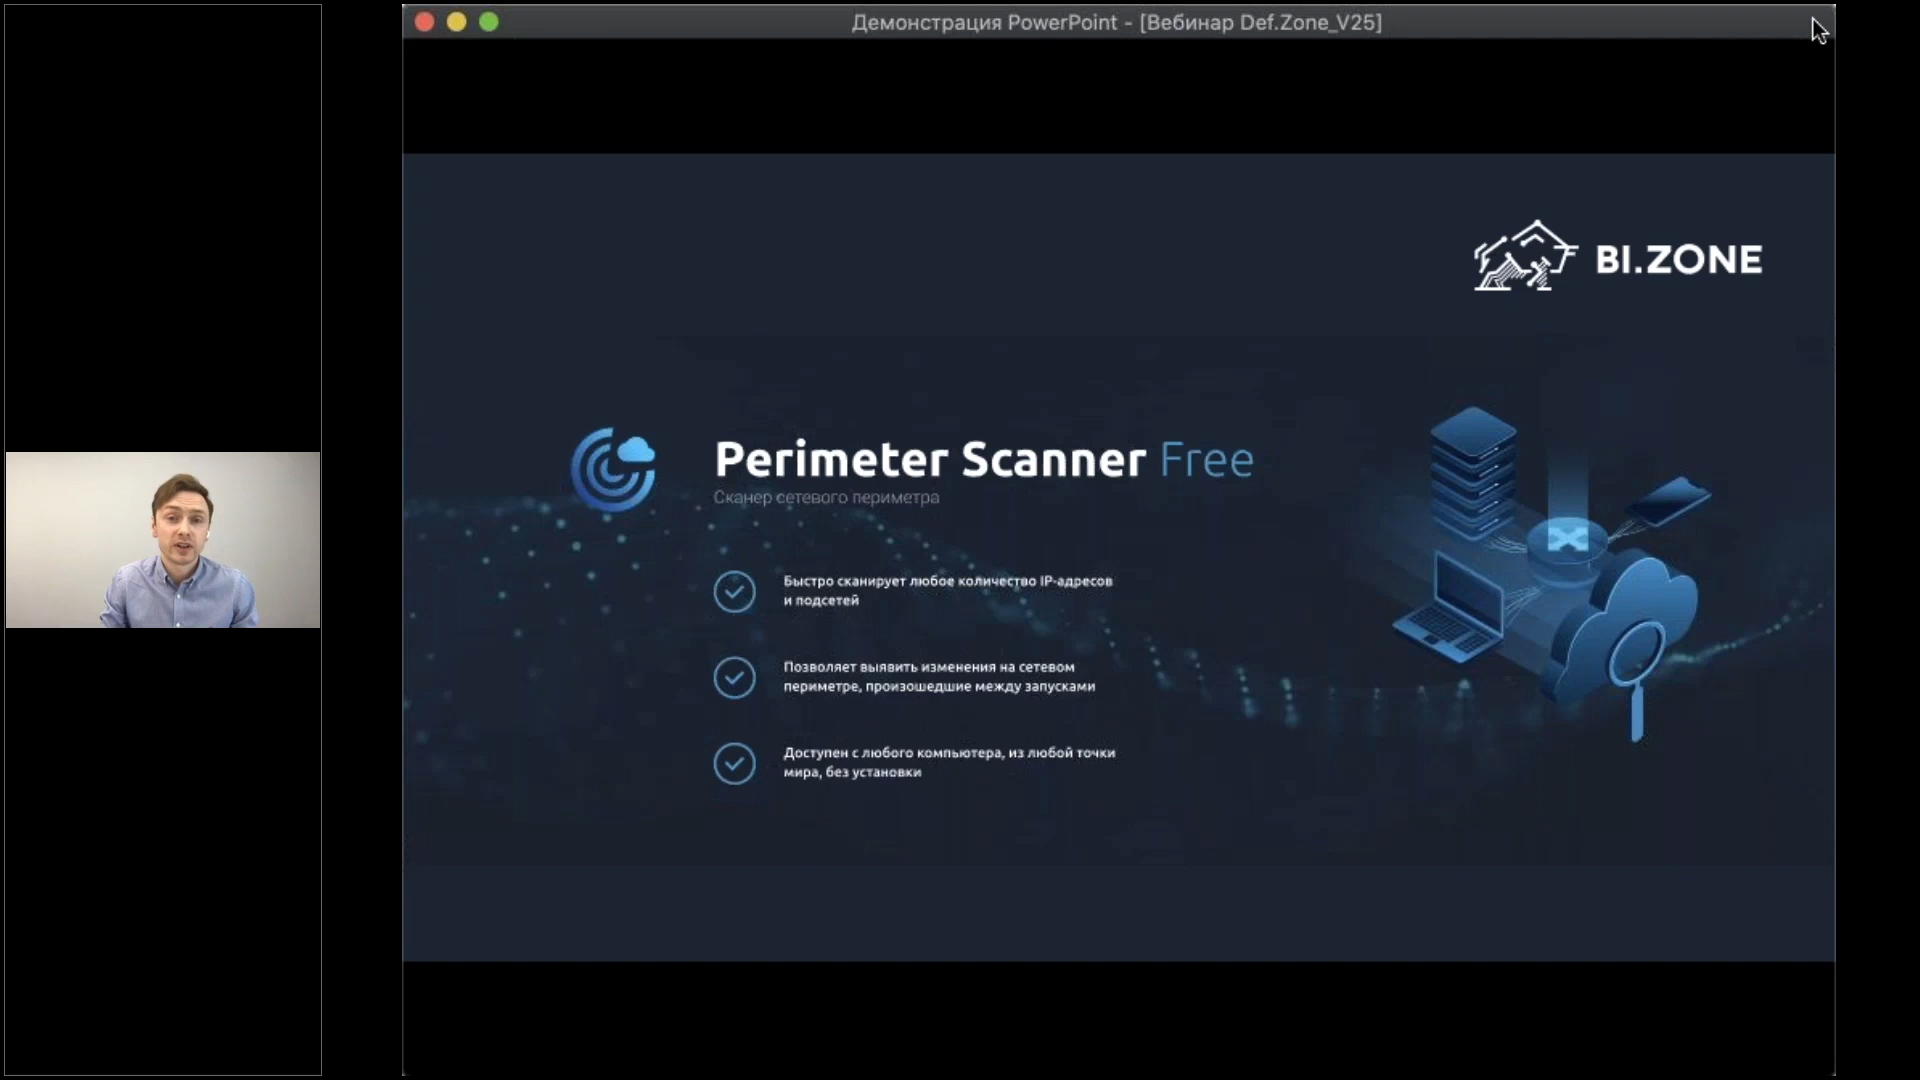 Демонстрация PowerPoint - [Вебинар Def.Zone_V25]
BI.ZONE
Perimeter Scanner Free
Сканер сетевого периметра
Быстро сканирует любое количество IP-адресов
и подсетей
Позволяет выявить изменения на сетевом
периметре, произошедшие между запусками
Доступен с любого компьютера, из любой точки
мира, без установки